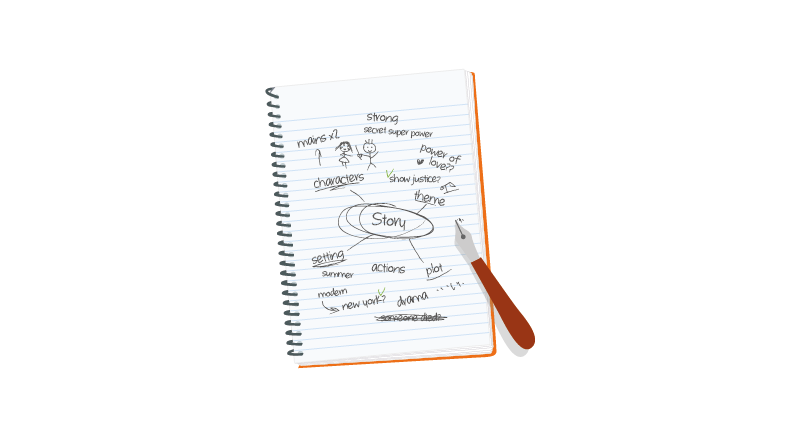 strong
secret super power
mains x2
power of
love??
characters
show justice?
theme
Story
setting
summer
actions
plot
modern
new york?
drama
someone died?